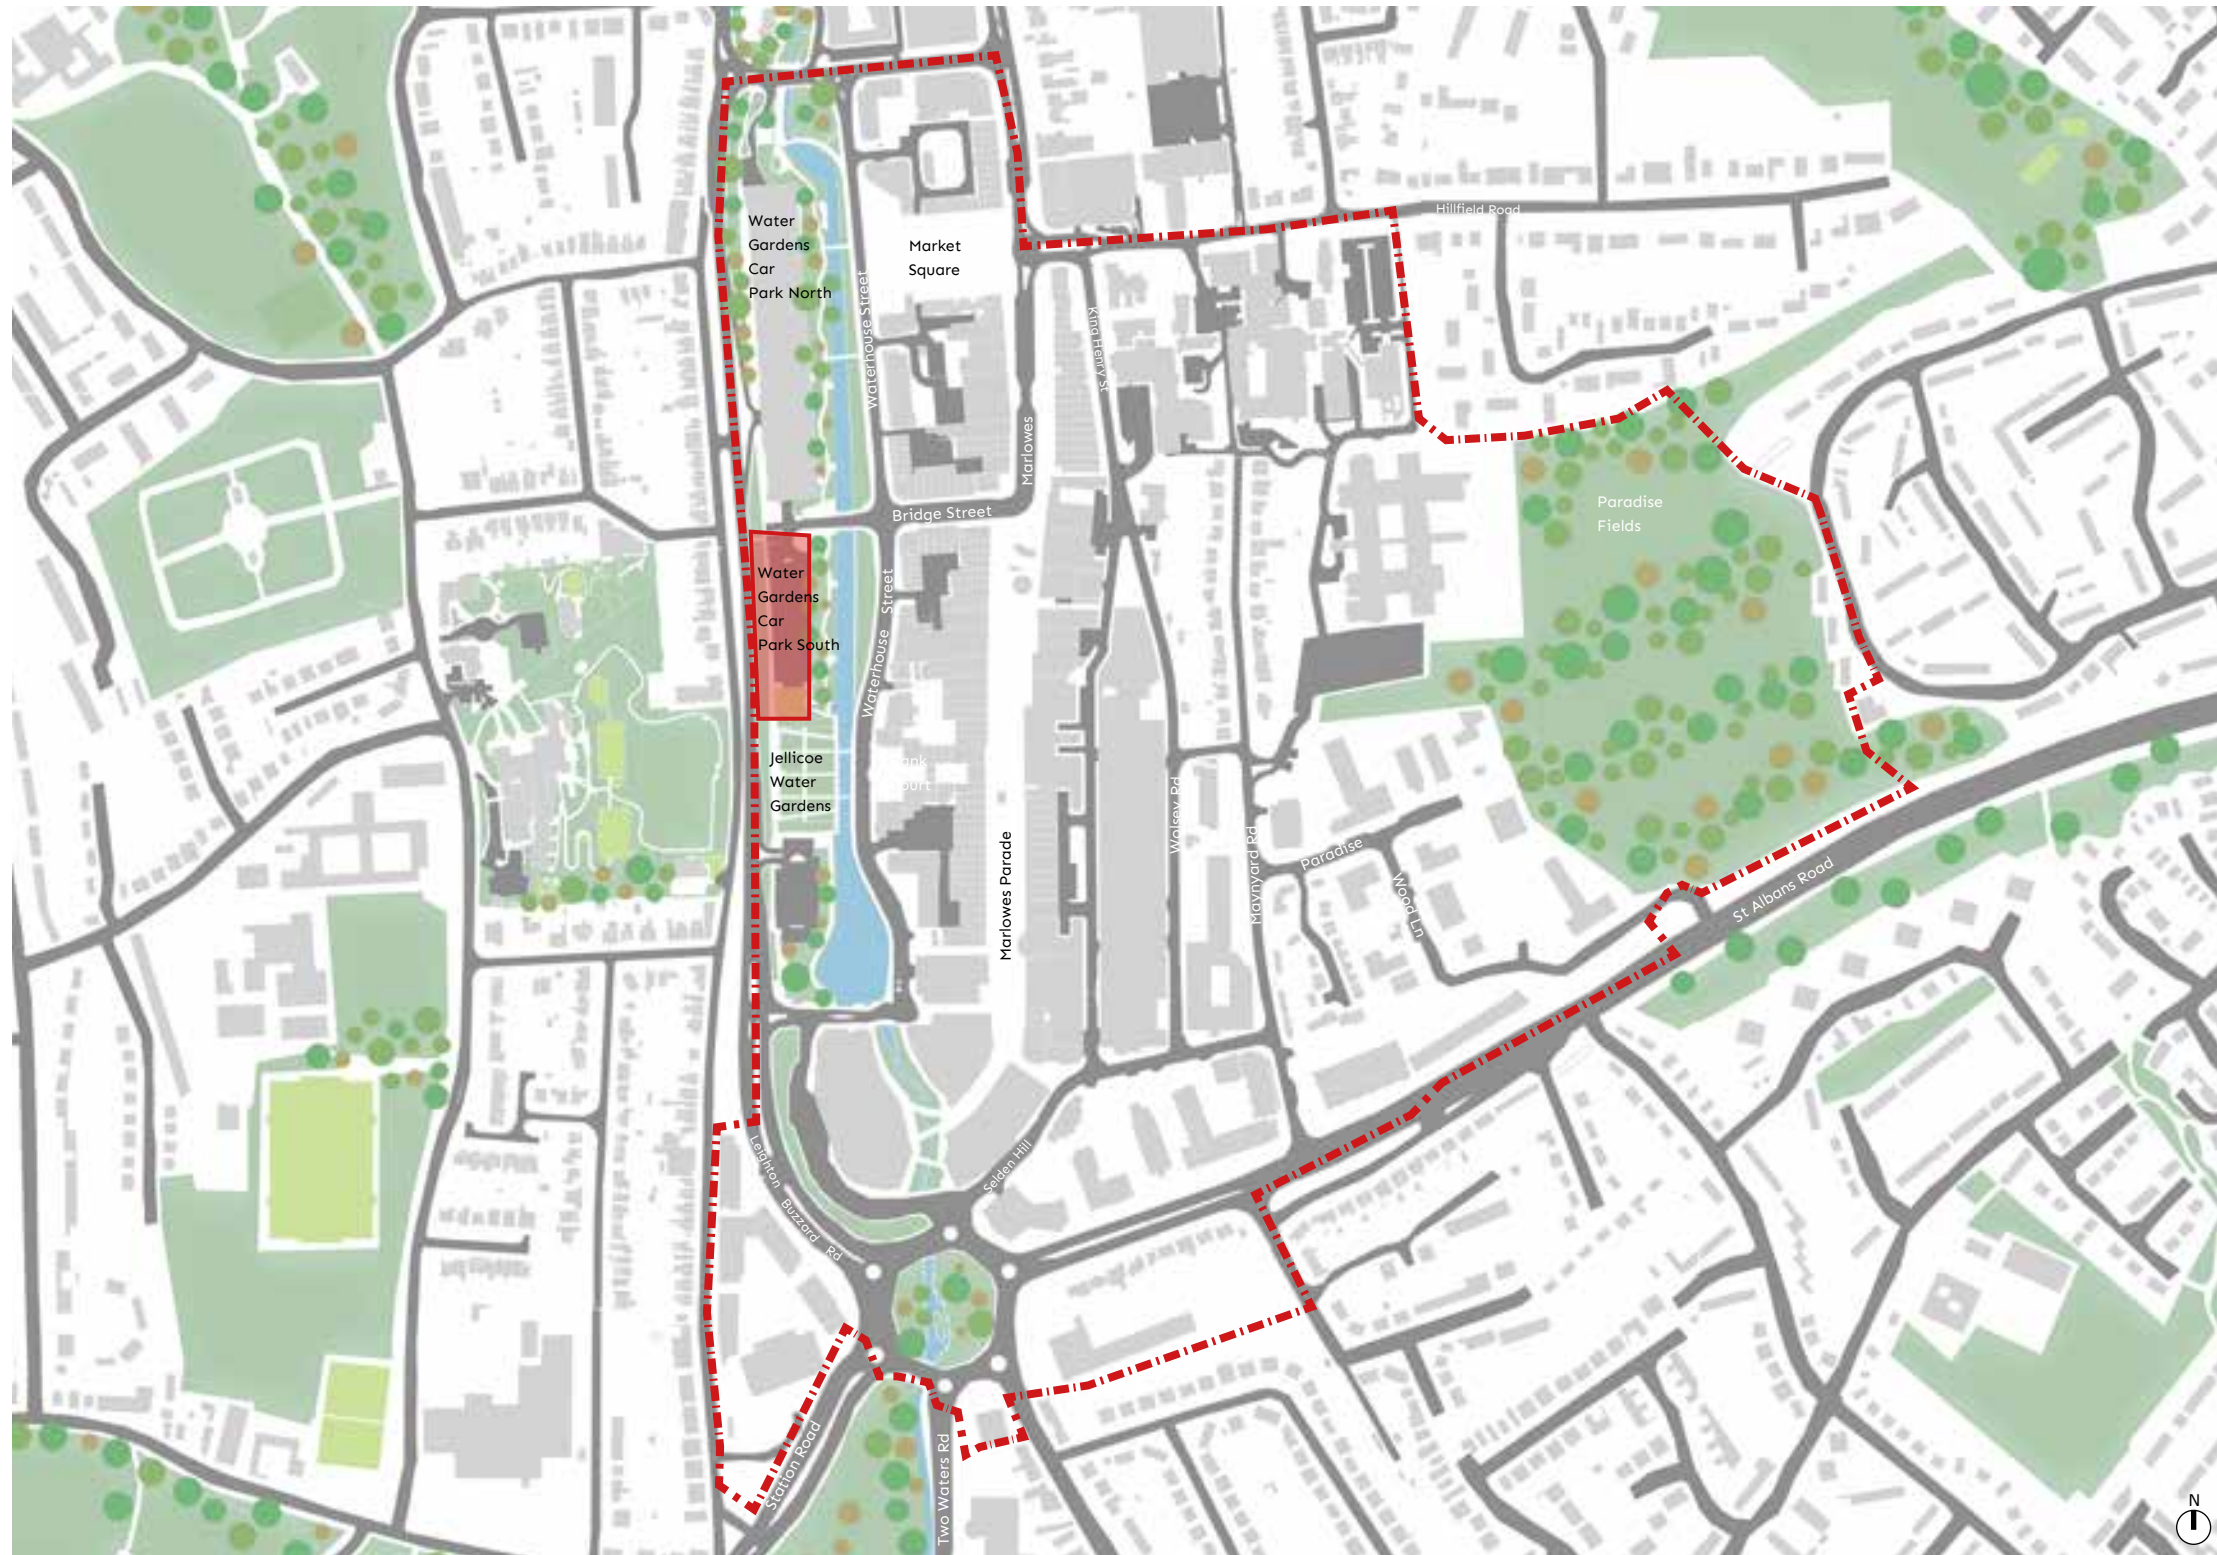 Hillfield Road
Water
Gardens
Car
Park North
Market
Square
Waterhouse Street
King Henry St
Marlowes
Bridge Street
Paradise
Fields
Water
Gardens
Car
Park South
Waterhouse Street
Jellicoe
Water
Gardens
Marlowes Parade
Wolsey Rd
Maynyard Rd
Paradise
Wood Ln
St Albans Road
Leighton Buzzard Rd
Selden Hill
Station Road
Two Waters Rd
N